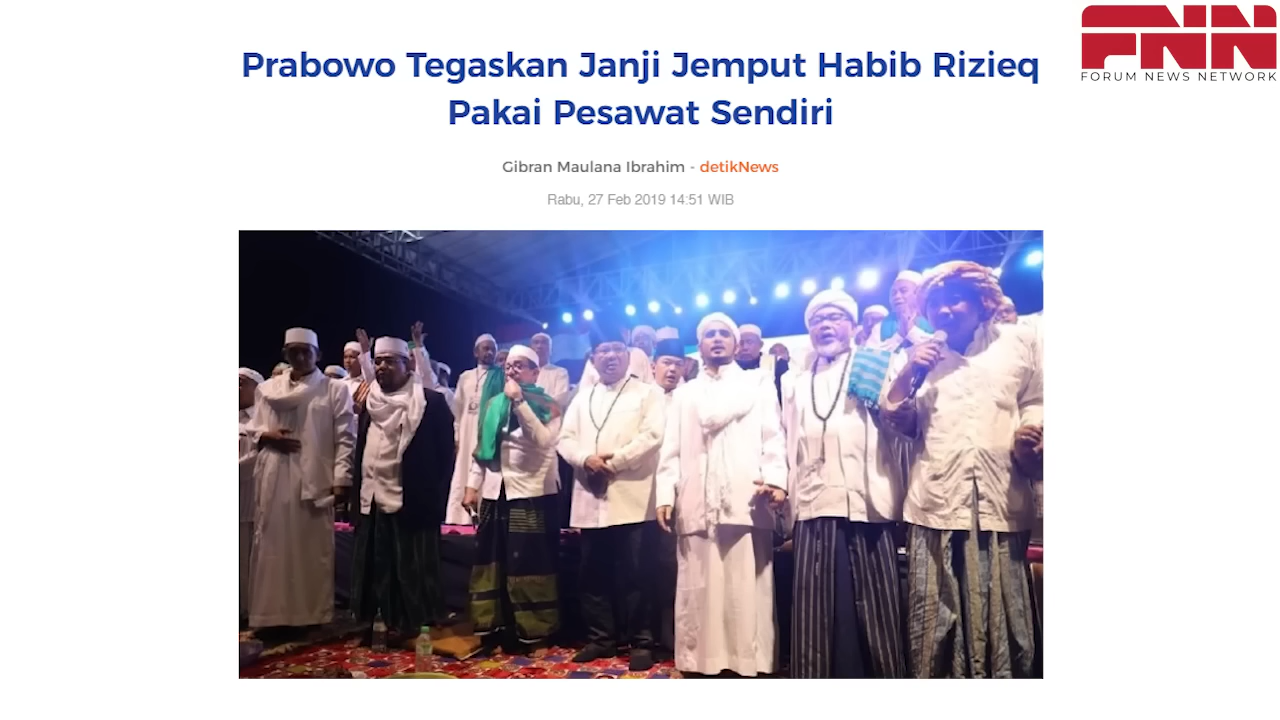 FNN
FORUM NEWS NETWORK
Prabowo Tegaskan Janji Jemput Habib Rizieq
Pakai Pesawat Sendiri
Gibran Maulana Ibrahim - detikNews
Rabu, 27 Feb 2019 14:51 WIB